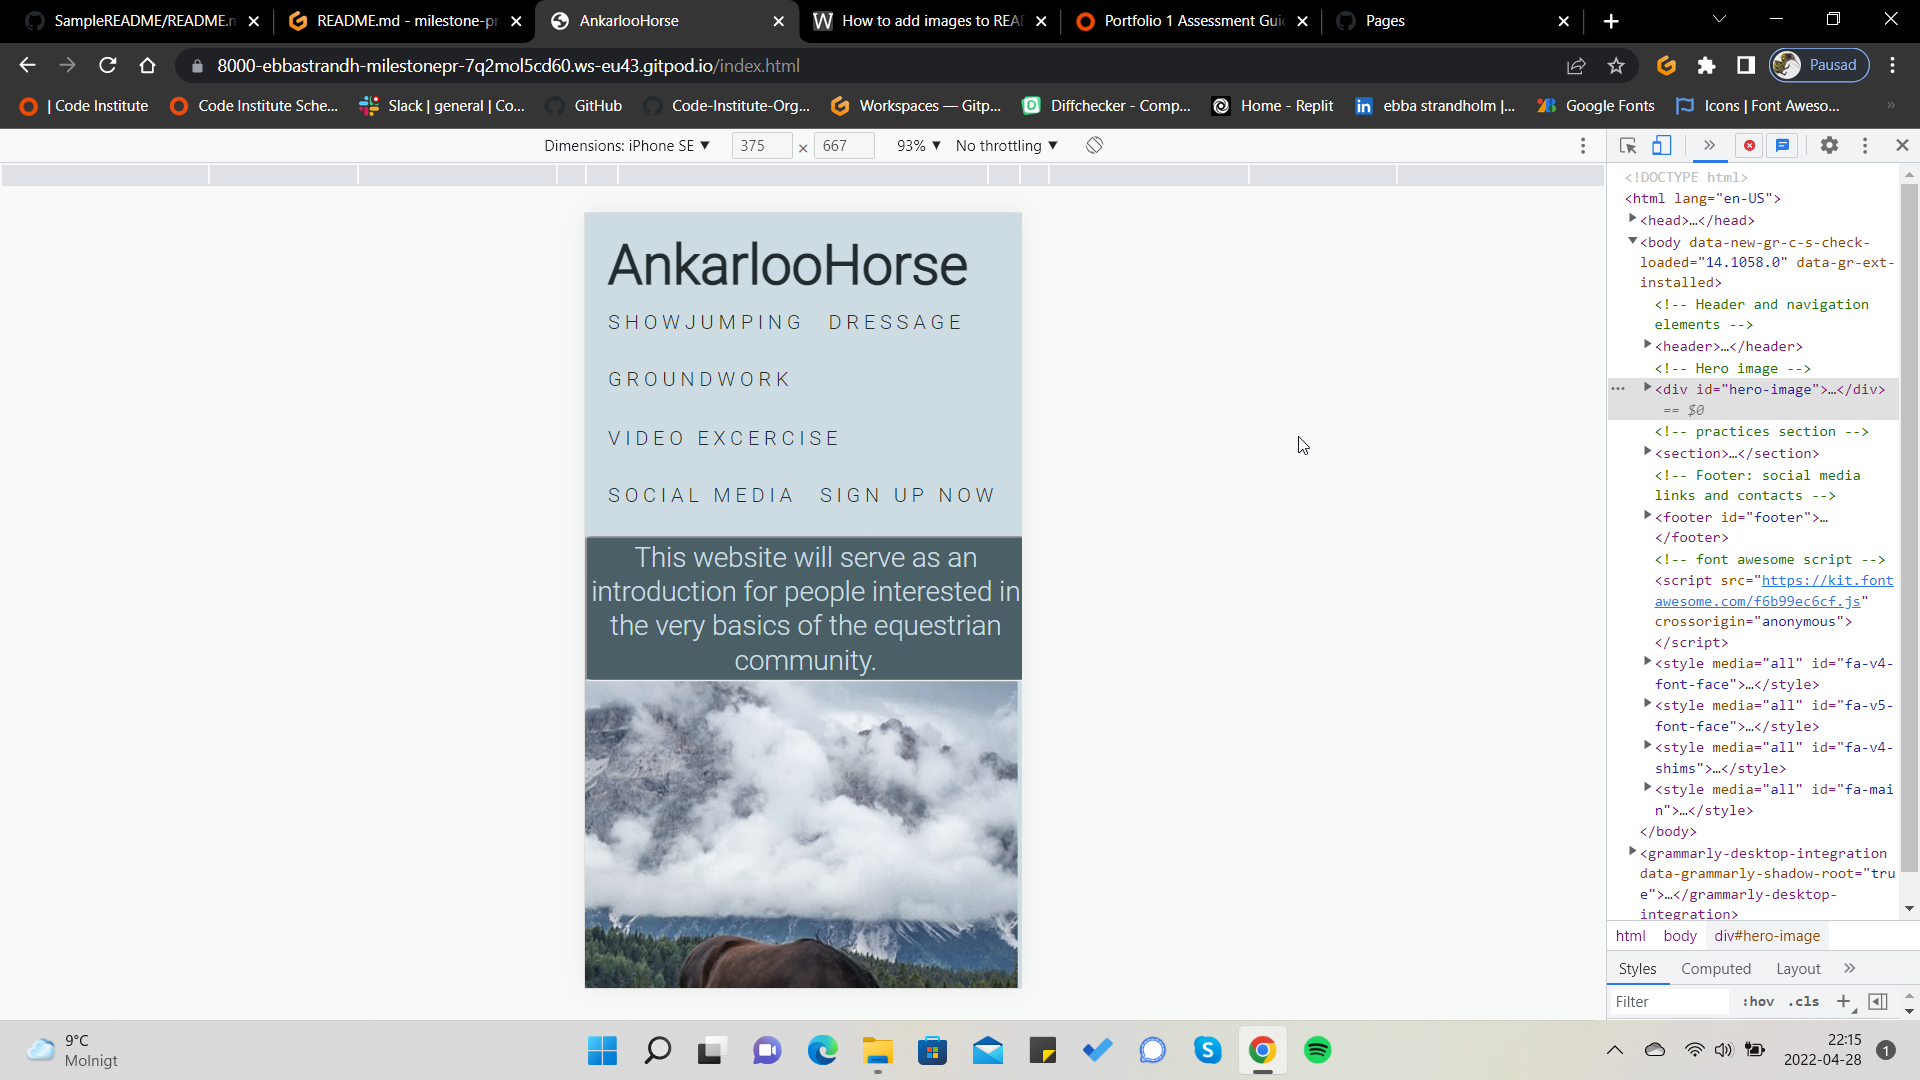 SampleREADME/README.m
README.md - milestone-pr
AnkarlooHorse
How to add images to REA
Portfolio 1 Assessment Gui
Pages
8000-ebbastrandh-milestonepr-7q2mol5cd60.ws-eu43.gitpod.io/index.html
Pausad
| Code Institute
Code Institute Sche...
Slack | general | Co...
GitHub
Code-Institute-Org...
Workspaces — Gitp...
Diffchecker - Comp...
Home - Replit
ebba strandholm |...
Google Fonts
Icons | Font Aweso...
Dimensions: iPhone SE
375
×
667
93%
No throttling
AnkarlooHorse
SHOWJUMPING DRESSAGE
GROUNDWORK
VIDEO EXCERCISE
SOCIAL MEDIA SIGN UP NOW
This website will serve as an
introduction for people interested in
the very basics of the equestrian
community.
<!DOCTYPE html>
<html lang="en-US">
<head>…</head>
<body data-new-gr-c-s-check-
loaded="14.1058.0" data-gr-ext-
installed>
<!-- Header and navigation
elements -->
<header>…</header>
<!-- Hero image -->
<div id="hero-image">…</div>
== $0
<!-- practices section -->
<section>…</section>
<!-- Footer: social media
links and contacts -->
<footer id="footer">…
</footer>
<!-- font awesome script -->
<script src="https://kit.font
awesome.com/f6b99ec6cf.js"
crossorigin="anonymous">
</script>
<style media="all" id="fa-v4-
font-face">…</style>
<style media="all" id="fa-v5-
font-face">…</style>
<style media="all" id="fa-v4-
shims">…</style>
<style media="all" id="fa-mai
n">…</style>
</body>
<grammarly-desktop-integration
data-grammarly-shadow-root="tru
e">…</grammarly-desktop-
integration>
html
body
div#hero-image
Styles
Computed
Layout
Filter
:hov
.cls
9°C
Molnigt
22:15
2022-04-28
1